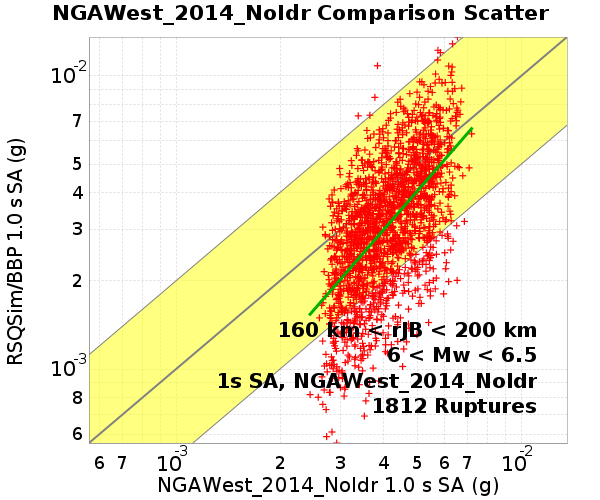 NGAWest_2014_NoIdr Comparison Scatter
RSQSim/BBP 1.0 s SA (g)
10-2
7
5
4
3
2
10-3
8
6
160 km < rJB < 200 km
6 < Mw < 6.5
1s SA, NGAWest_2014_NoIdr
1812 Ruptures
6 7 10-3 2 3 4 5 6 7 10-2
NGAWest_2014_NoIdr 1.0 s SA (g)